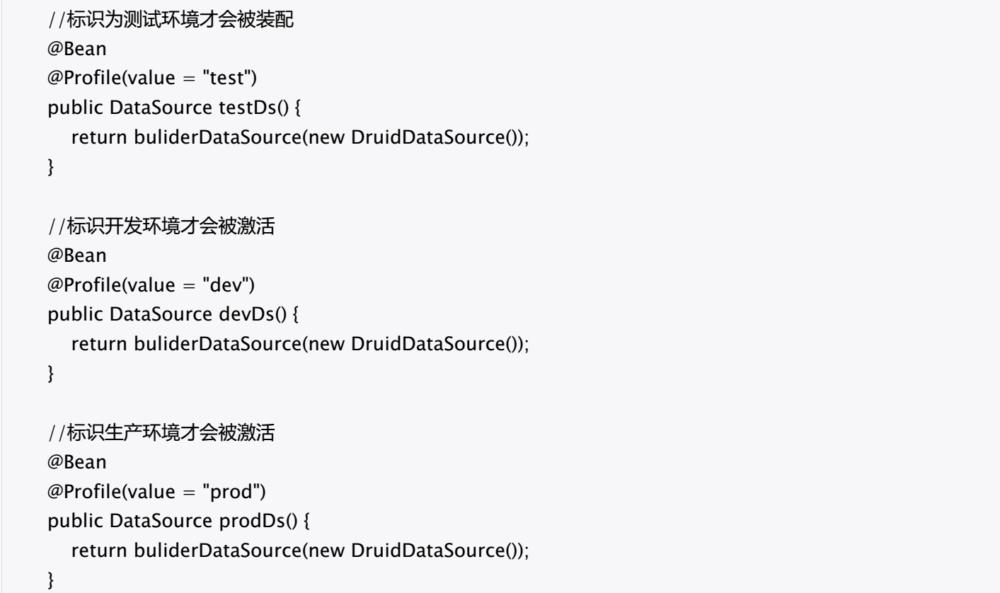 //标识为测试环境才会被装配
@Bean
@Profile(value = "test")
public DataSource testDs() {
return buliderDataSource(new DruidDataSource());
}
//标识开发环境才会被激活
@Bean
@Profile(value = "dev")
public DataSource devDs() {
return buliderDataSource(new DruidDataSource());
}
//标识生产环境才会被激活
@Bean
@Profile(value = "prod")
public DataSource prodDs() {
return buliderDataSource(new DruidDataSource());
}